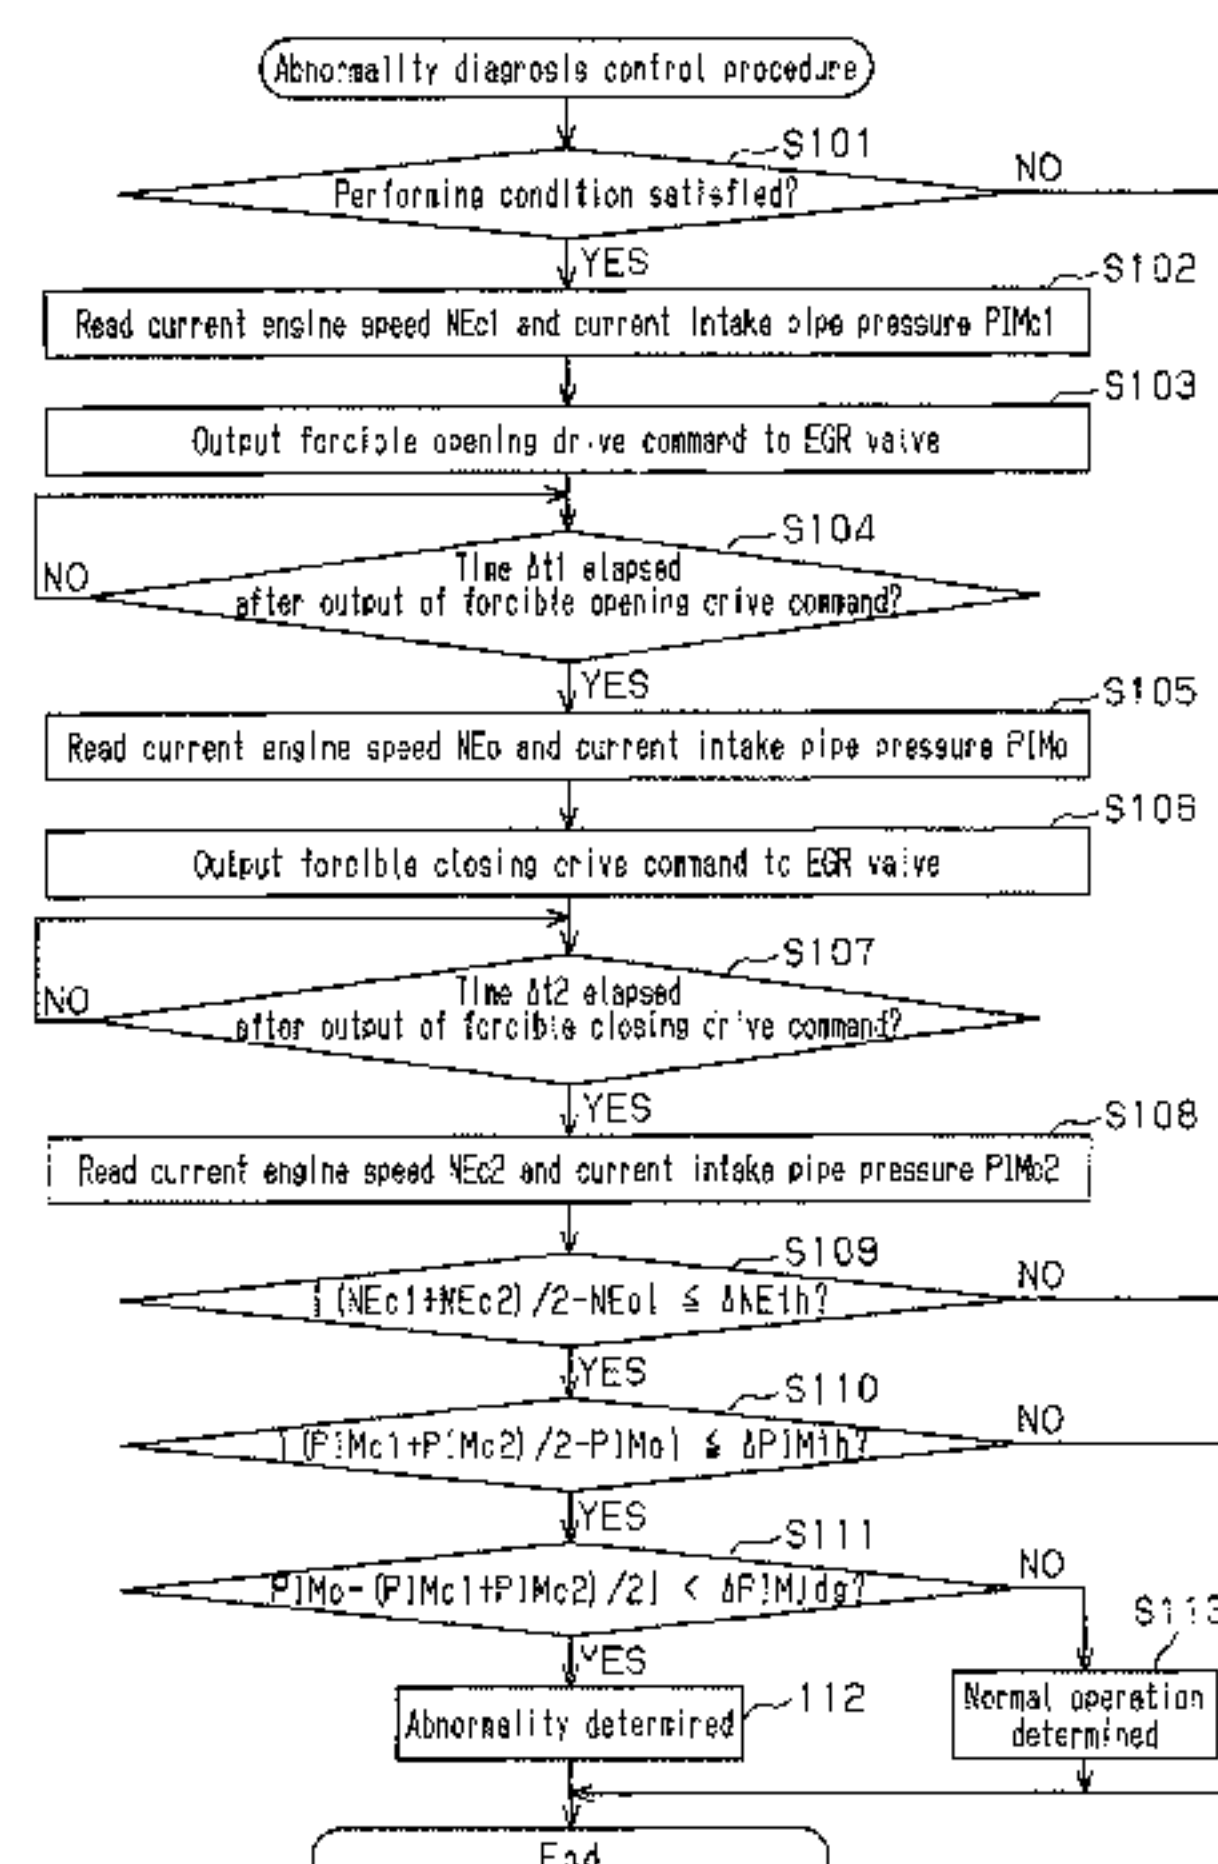 Abnormality diagnosis control procedure
S101
Performing condition satisfied?
NO
YES
S102
Read current engine speed NEc1 and current intake pipe pressure PIMc1
S103
Output forcible opening drive command to EGR valve
S104
Time Δt1 elapsed
after output of forcible opening drive command?
NO
YES
S105
Read current engine speed NEo and current intake pipe pressure PIMo
S106
Output forcible closing drive command to EGR valve
S107
Time Δt2 elapsed
after output of forcible closing drive command?
NO
YES
S108
Read current engine speed NEc2 and current intake pipe pressure PIMc2
S109
|(NEc1+NEc2)/2-NEo| ≦ ΔNEth?
NO
YES
S110
|(PIMc1+PIMc2)/2-PIMo| ≦ ΔPIMth?
NO
YES
S111
PIMo-(PIMc1+PIMc2)/2| < ΔPIMJdg?
NO
YES
S113
112
Abnormality determined
Normal operation
determined
End